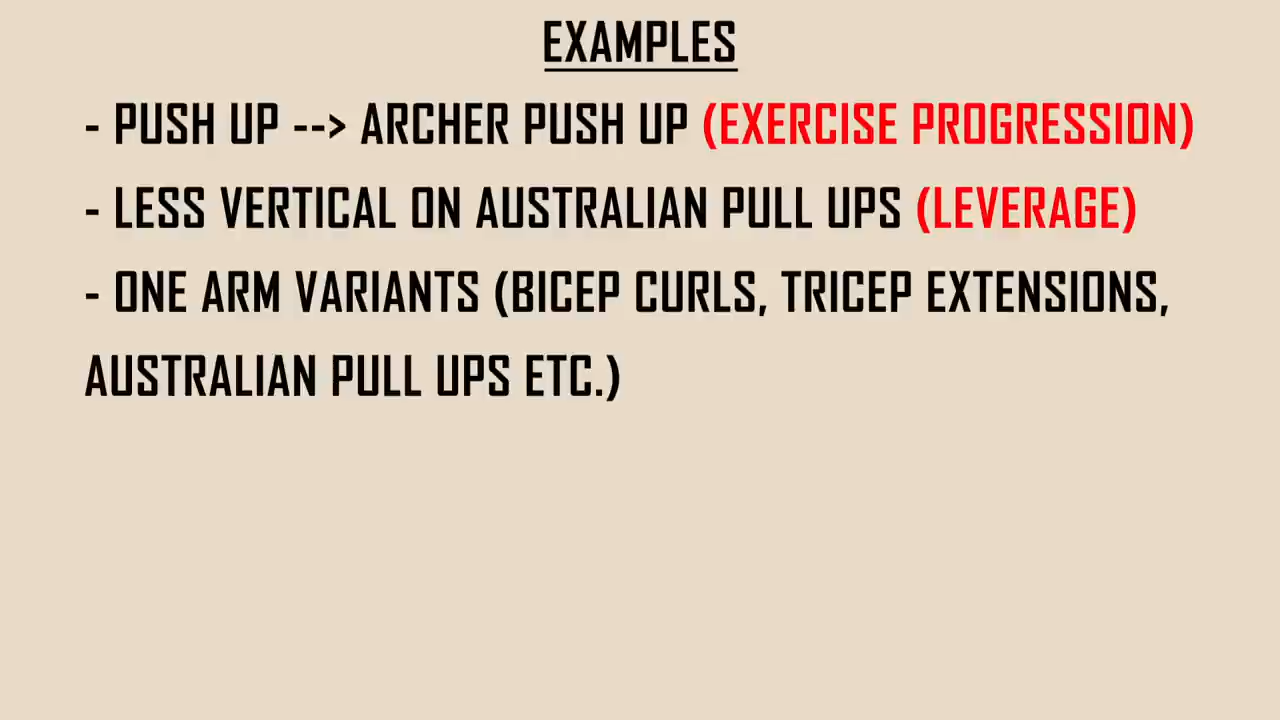 EXAMPLES
- PUSH UP --> ARCHER PUSH UP (EXERCISE PROGRESSION)
- LESS VERTICAL ON AUSTRALIAN PULL UPS (LEVERAGE)
- ONE ARM VARIANTS (BICEP CURLS, TRICEP EXTENSIONS,
AUSTRALIAN PULL UPS ETC.)